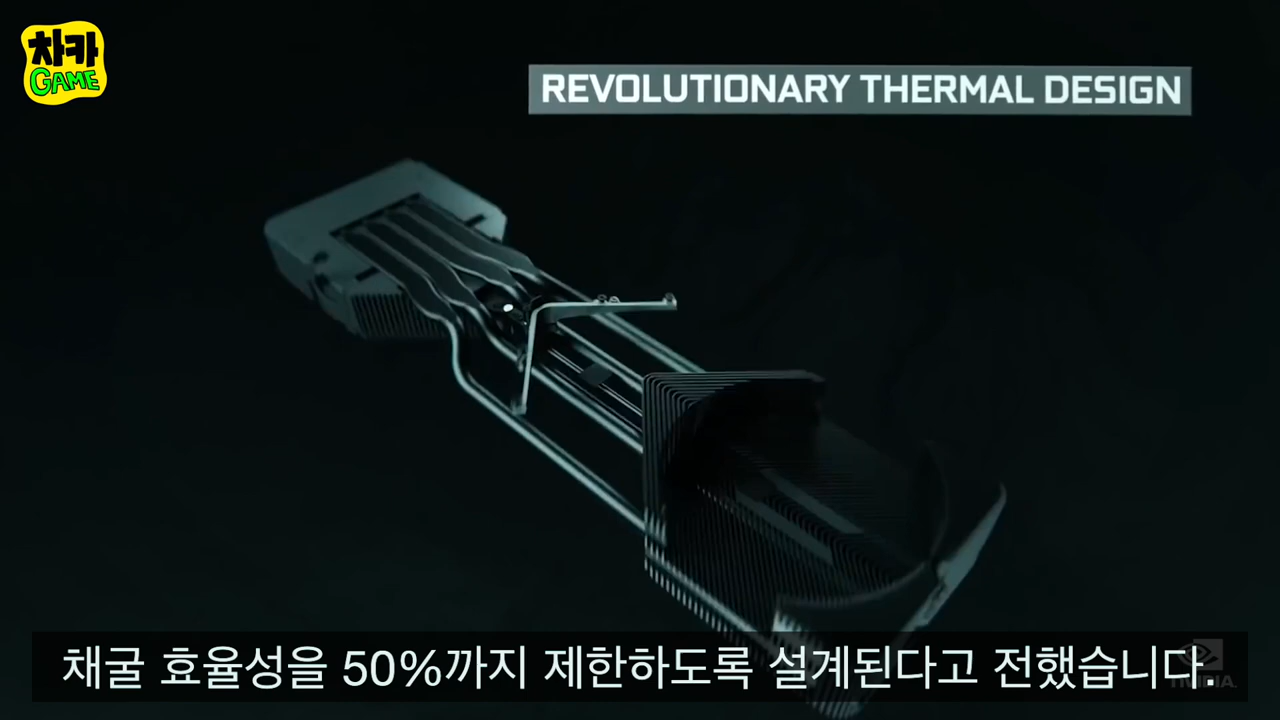 차카
GAME
REVOLUTIONARY THERMAL DESIGN
채굴 효율성을 50%까지 제한하도록 설계된다고 전했습니다.
NVIDIA